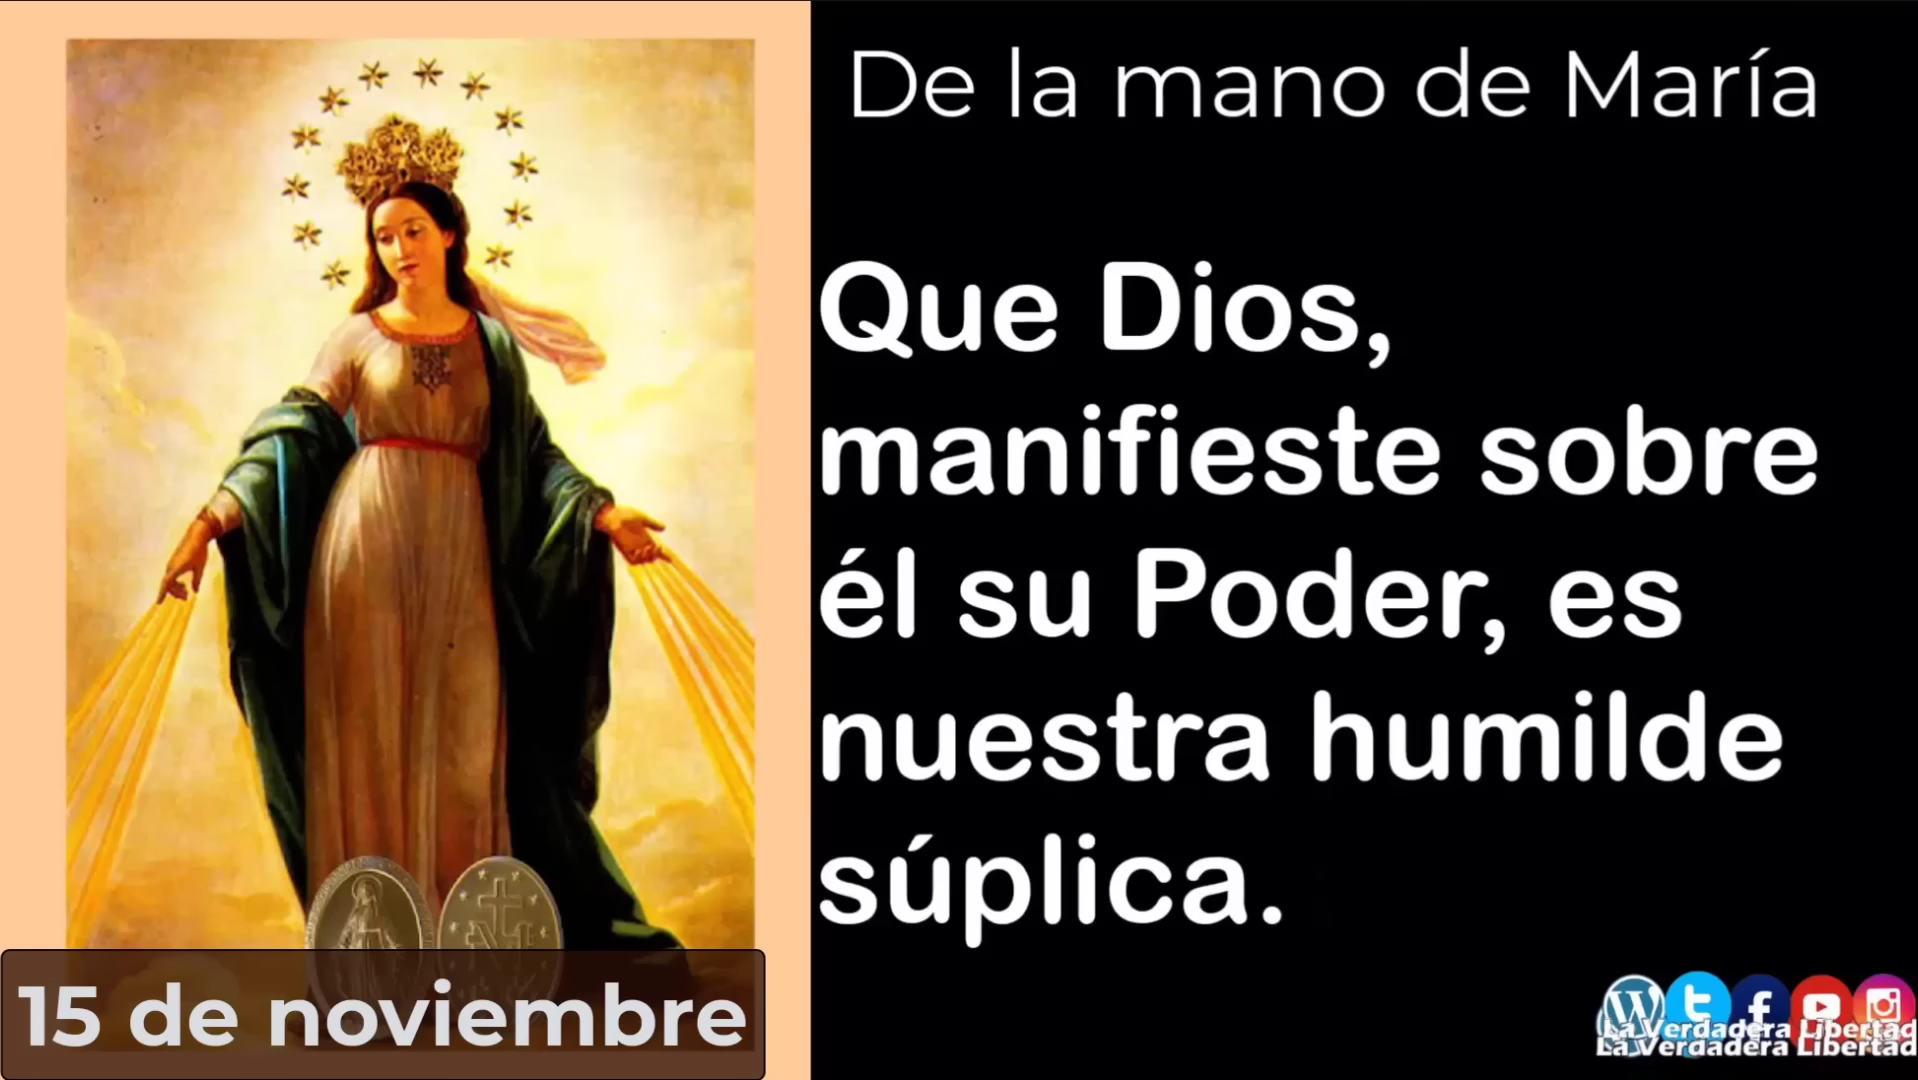 De la mano de María
Que Dios,
manifieste sobre
él su Poder, es
nuestra humilde
súplica.
15 de noviembre
La Verdadera Libertad
La Verdadera Libertad